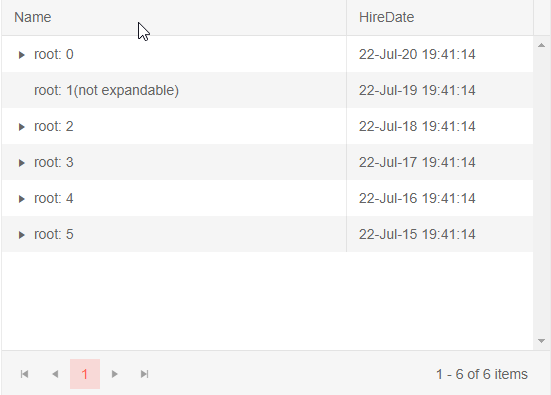 Name HireDate
root: 0 22-Jul-20 19:41:14
root: 1(not expandable) 22-Jul-19 19:41:14
root: 2 22-Jul-18 19:41:14
root: 3 22-Jul-17 19:41:14
root: 4 22-Jul-16 19:41:14
root: 5 22-Jul-15 19:41:14
1 1 - 6 of 6 items